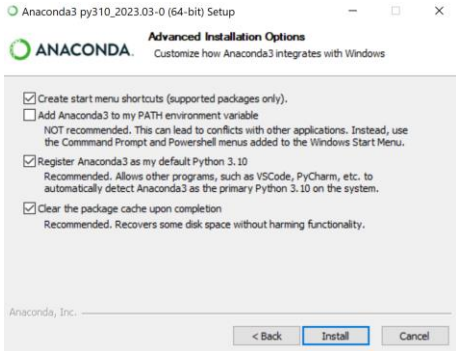 Anaconda3 py310_2023.03-0 (64-bit) Setup
ANACONDA.
Advanced Installation Options
Customize how Anaconda3 integrates with Windows
Create start menu shortcuts (supported packages only).
Add Anaconda3 to my PATH environment variable
NOT recommended. This can lead to conflicts with other applications. Instead, use
the Commmand Prompt and Powershell menus added to the Windows Start Menu.
Register Anaconda3 as my default Python 3.10
Recommended. Allows other programs, such as VSCode, PyCharm, etc. to
automatically detect Anaconda3 as the primary Python 3.10 on the system.
Clear the package cache upon completion
Recommended. Recovers some disk space without harming functionality.
Anaconda, Inc.
< Back
Install
Cancel